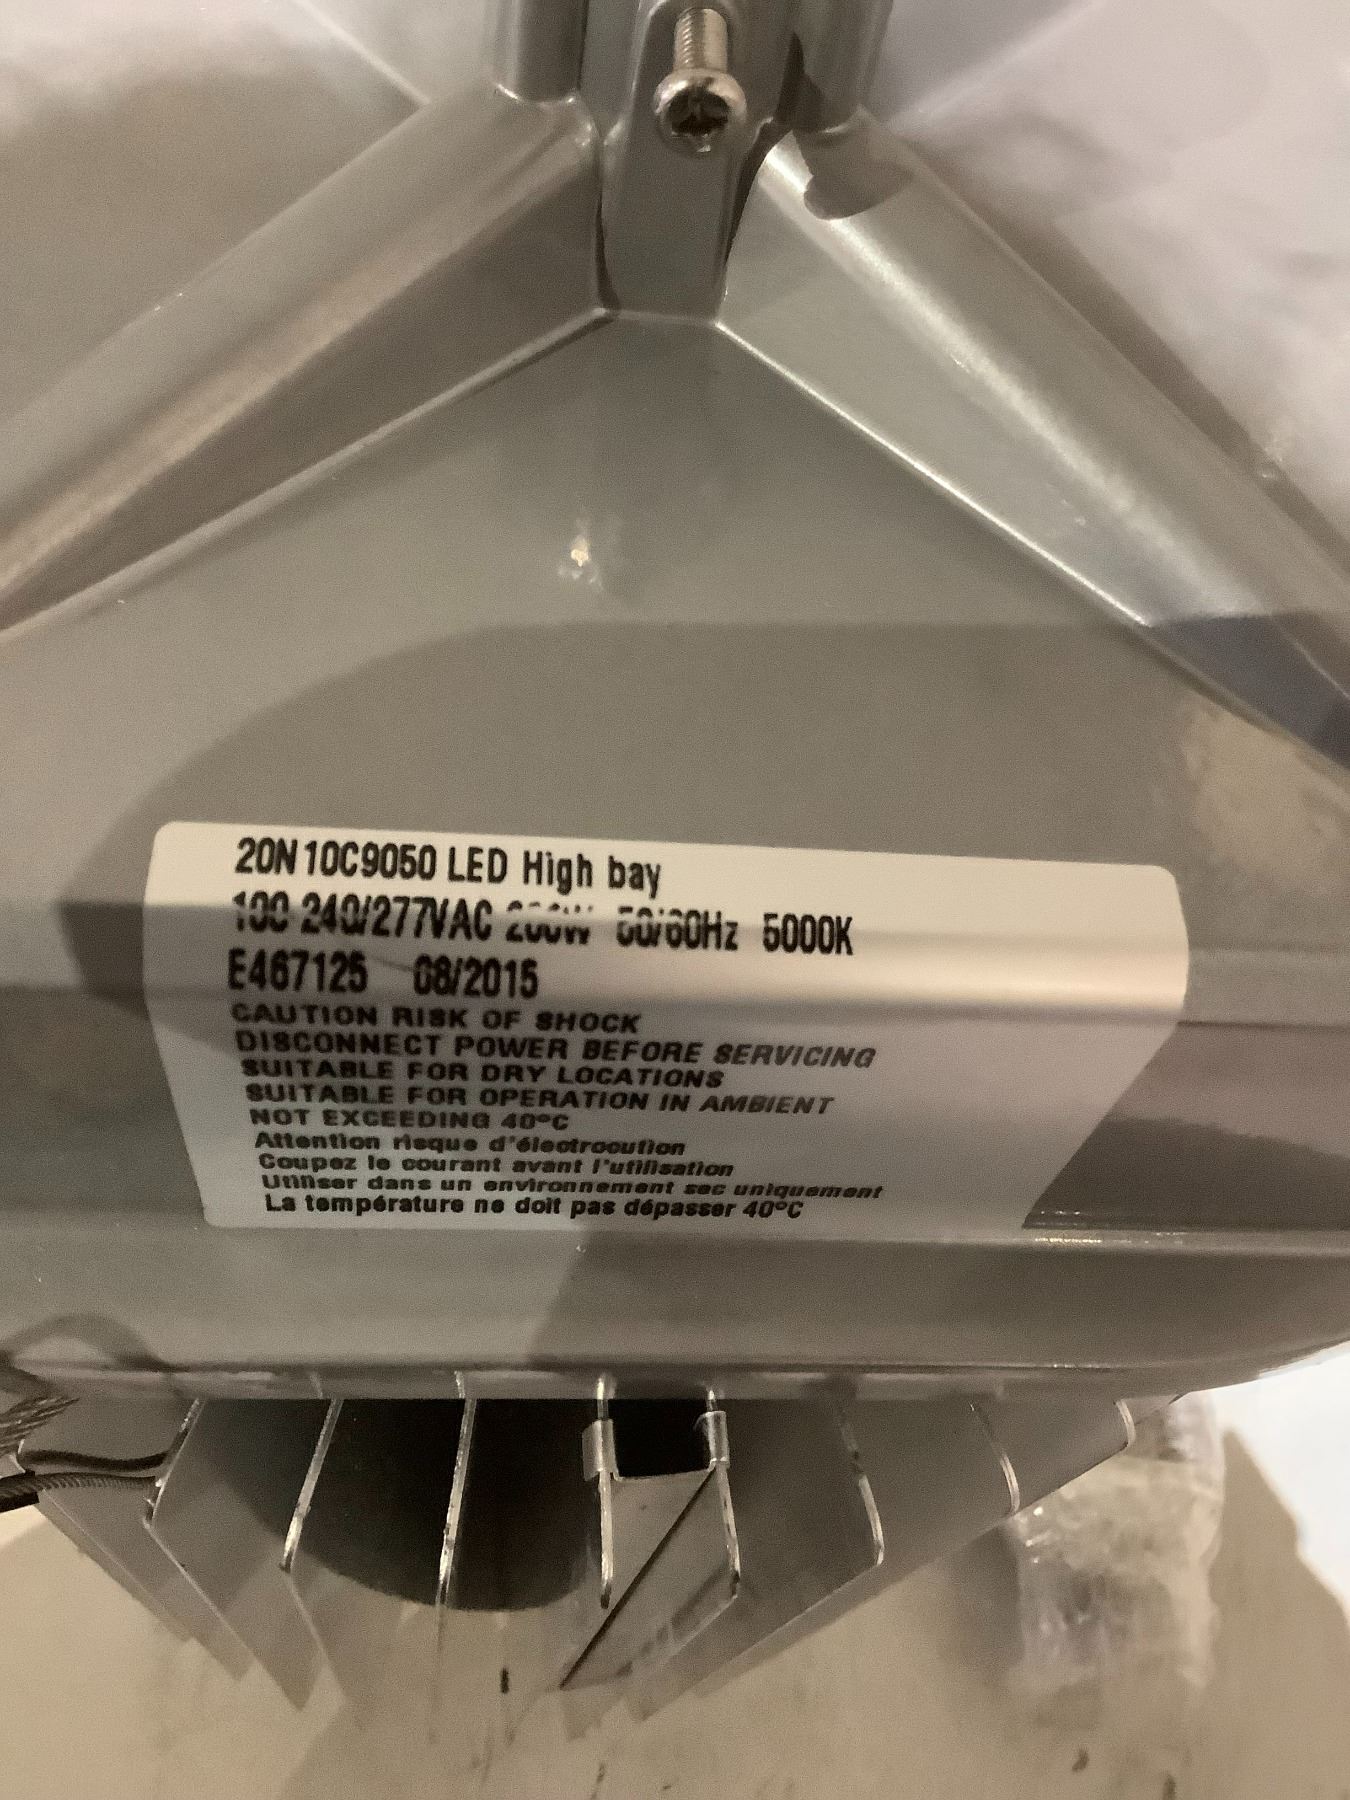 20N10C9050 LED High bay
100-240/277VAC 200W 50/60Hz 5000K
E467125 08/2015
CAUTION RISK OF SHOCK
DISCONNECT POWER BEFORE SERVICING
SUITABLE FOR DRY LOCATIONS
SUITABLE FOR OPERATION IN AMBIENT
NOT EXCEEDING 40°C
Attention risque d'électrocution
Coupez le courant avant l'utilisation
Utiliser dans un environnement sec uniquement
La température ne doit pas dépasser 40°C